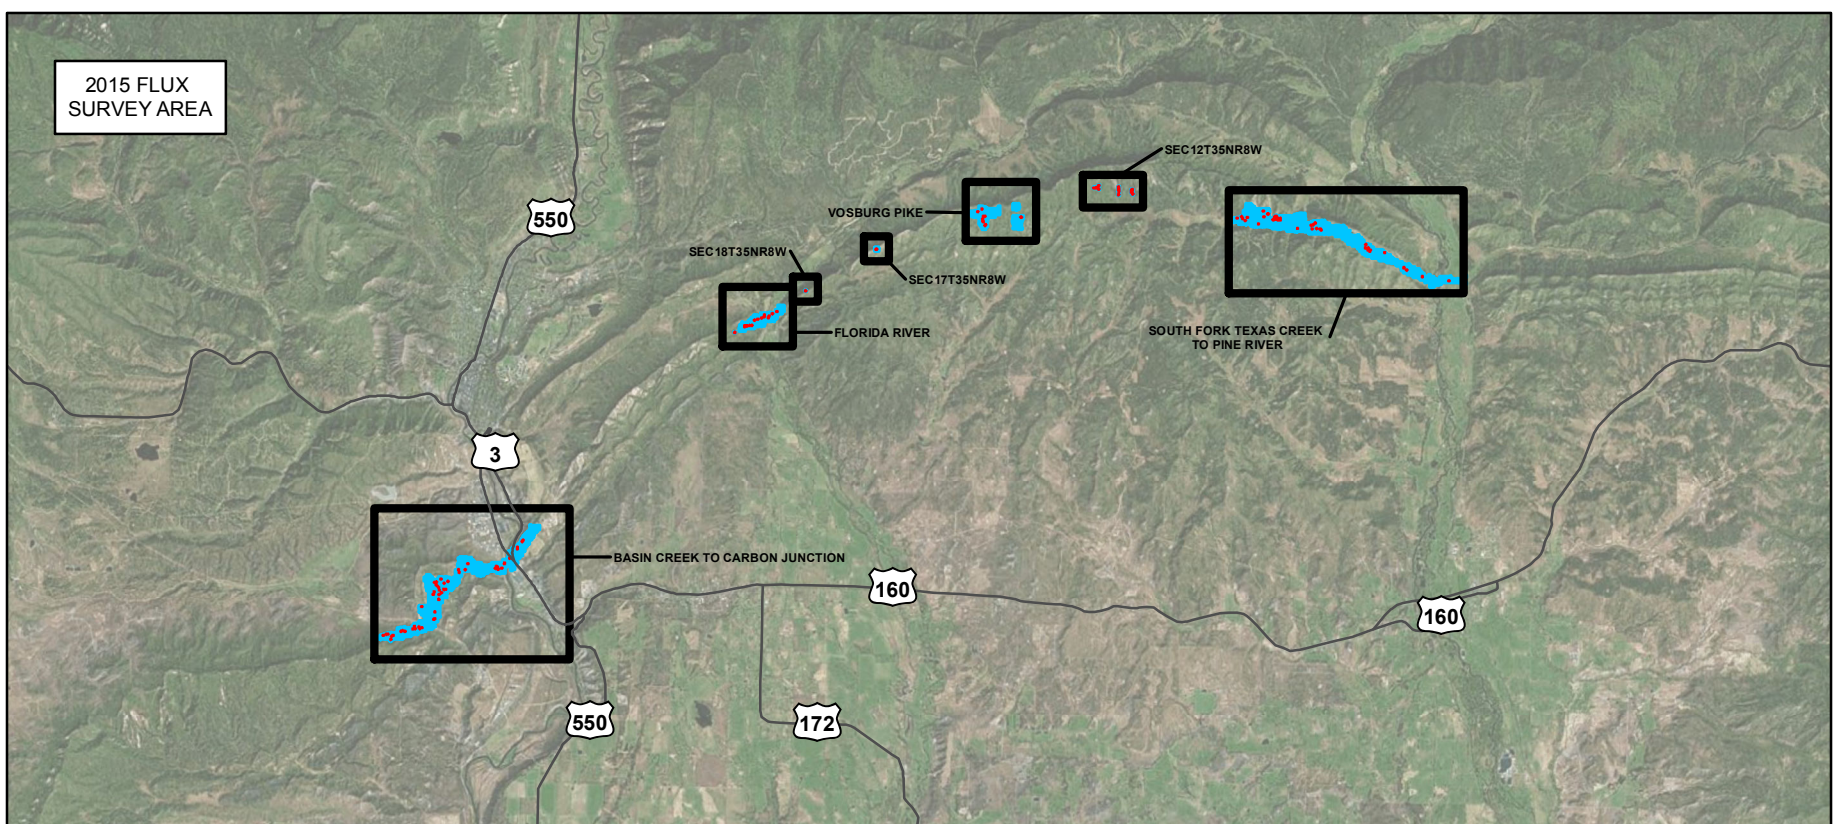 2015 FLUX
SURVEY AREA
SEC12T35NR8W
550
VOSBURG PIKE
SEC18T35NR8W
SEC17T35NR8W
FLORIDA RIVER
SOUTH FORK TEXAS CREEK
TO PINE RIVER
3
BASIN CREEK TO CARBON JUNCTION
160
160
550
172